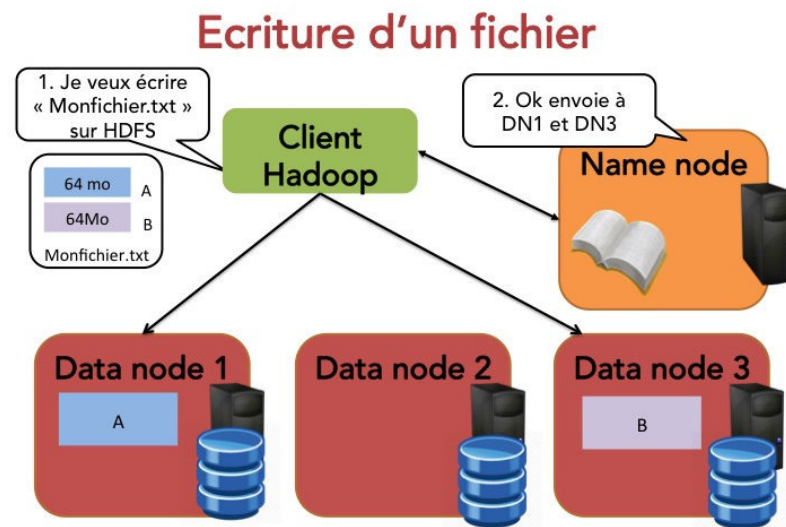 Ecriture d'un fichier
1. Je veux écrire
« Monfichier.txt »
sur HDFS
2. Ok envoie à
DN1 et DN3
Client
Hadoop
Name node
64 mo
A
64Mo
B
Monfichier.txt
Data node 1
Data node 2
Data node 3
A
B